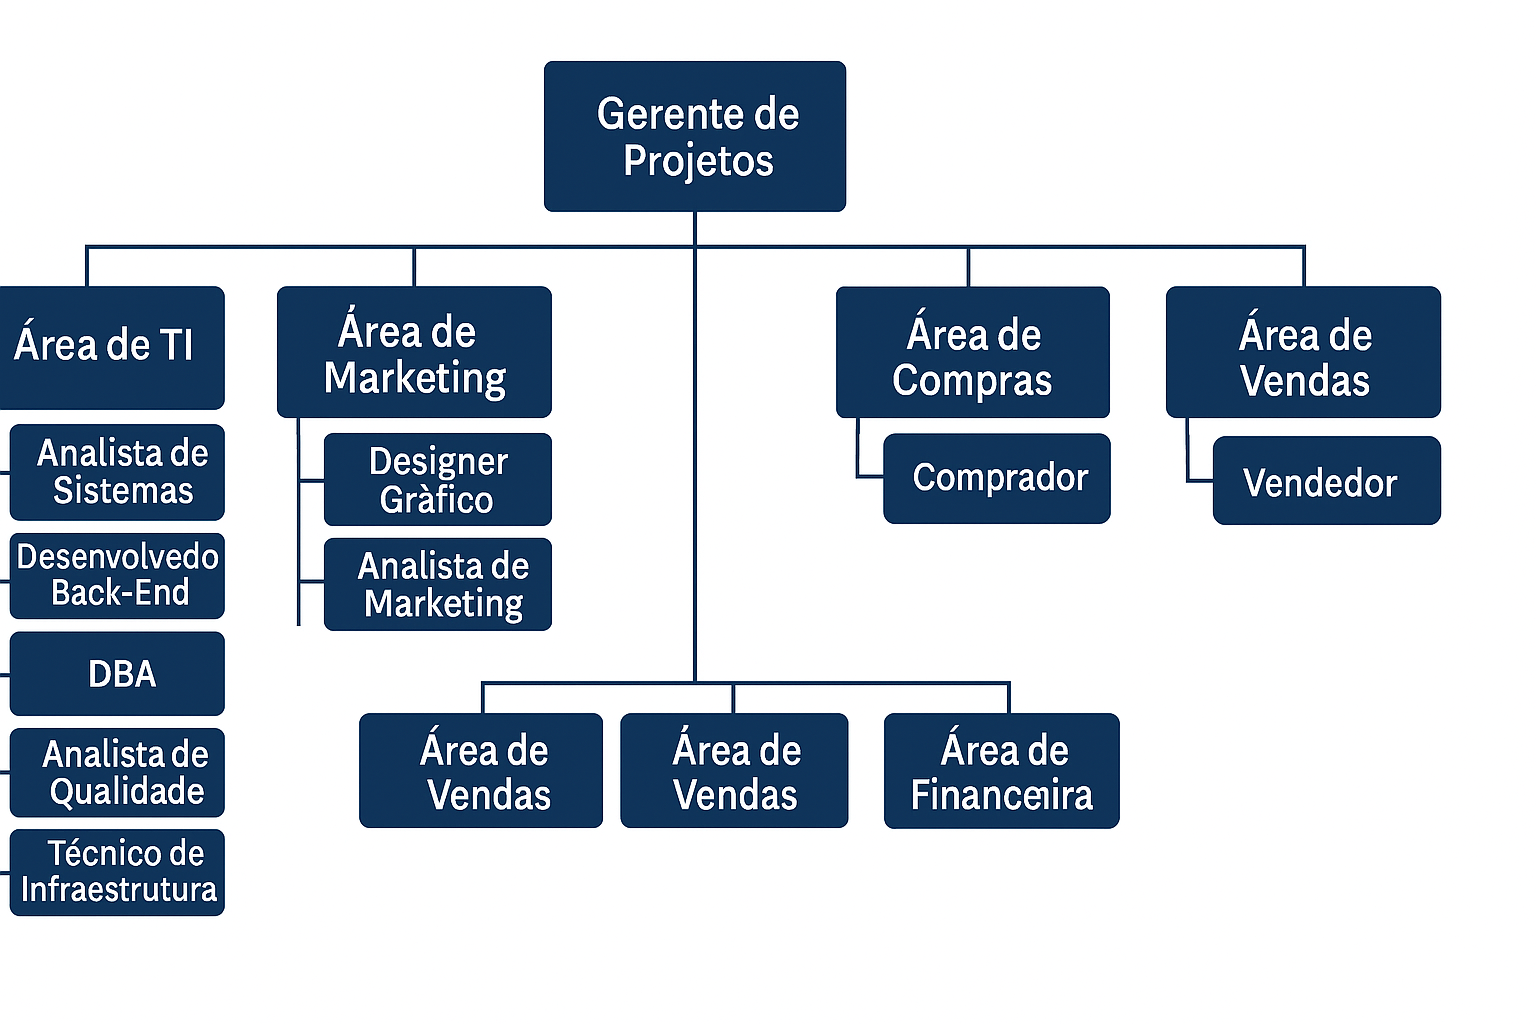 Gerente de
Projetos
Área de TI
Analista de
Sistemas
Desenvolvedo
Back-End
DBA
Analista de
Qualidade
Técnico de
Infraestrutura
Área de
Marketing
Designer
Gràfico
Analista de
Marketing
Área de
Compras
Comprador
Área de
Vendas
Vendedor
Área de
Vendas
Área de
Vendas
Área de
Financeira